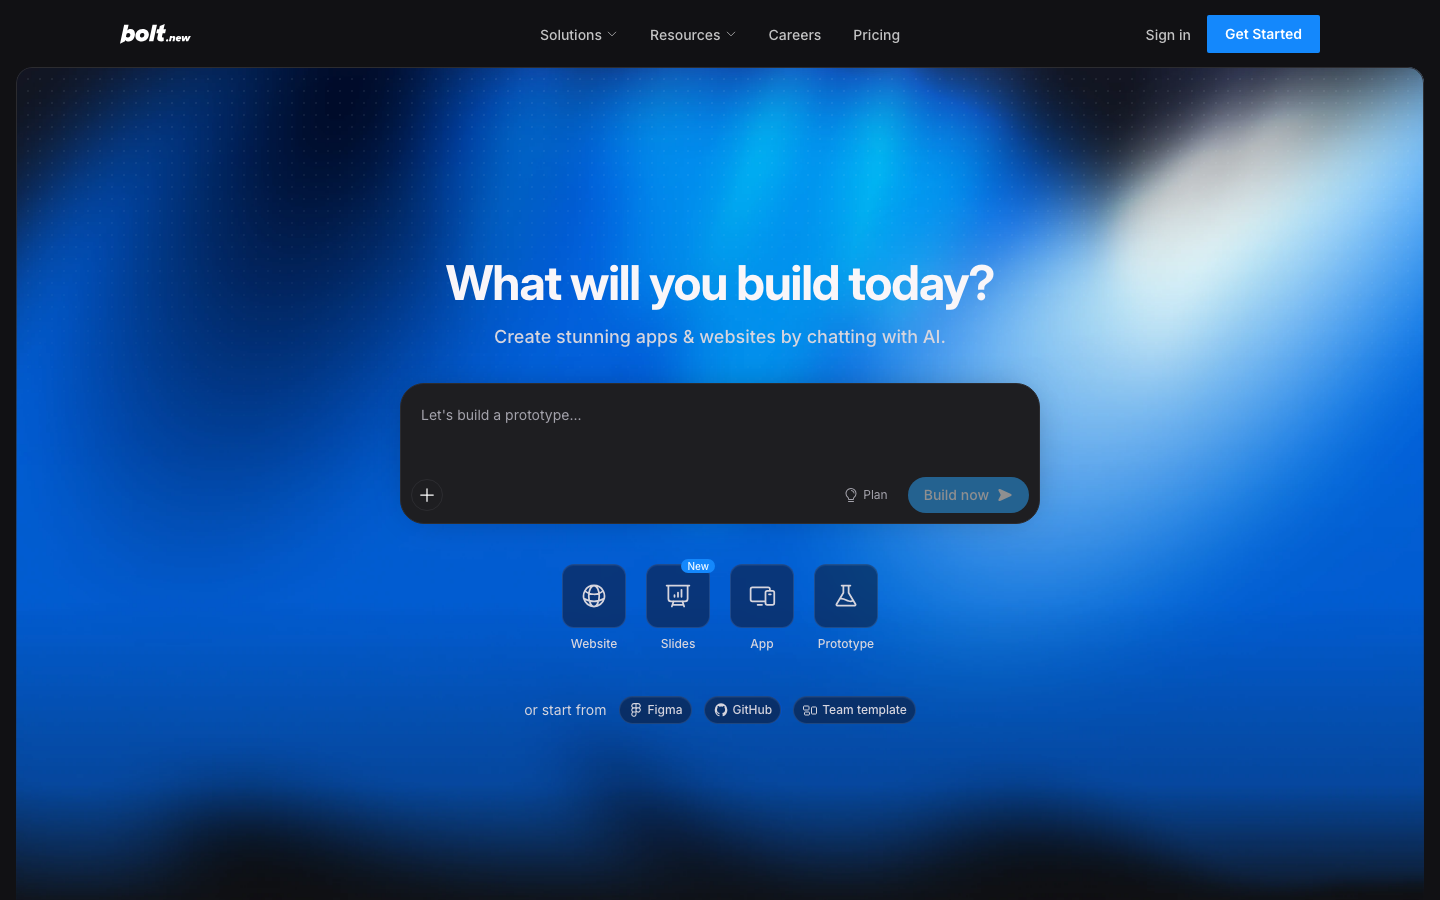 bolt.new
Solutions
Resources
Careers
Pricing
Sign in
Get Started
What will you build today?
Create stunning apps & websites by chatting with AI.
Let's build a prototype...
Plan
Build now
New
Website
Slides
App
Prototype
or start from
Figma
GitHub
Team template